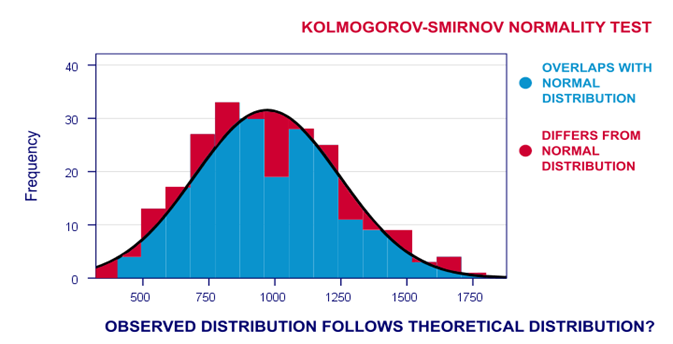 KOLMOGOROV-SMIRNOV NORMALITY TEST
40
30
20
10
0
Frequency
500
750
1000
1250
1500
1750
OVERLAPS WITH
NORMAL
DISTRIBUTION
DIFFERS FROM
NORMAL
DISTRIBUTION
OBSERVED DISTRIBUTION FOLLOWS THEORETICAL DISTRIBUTION?